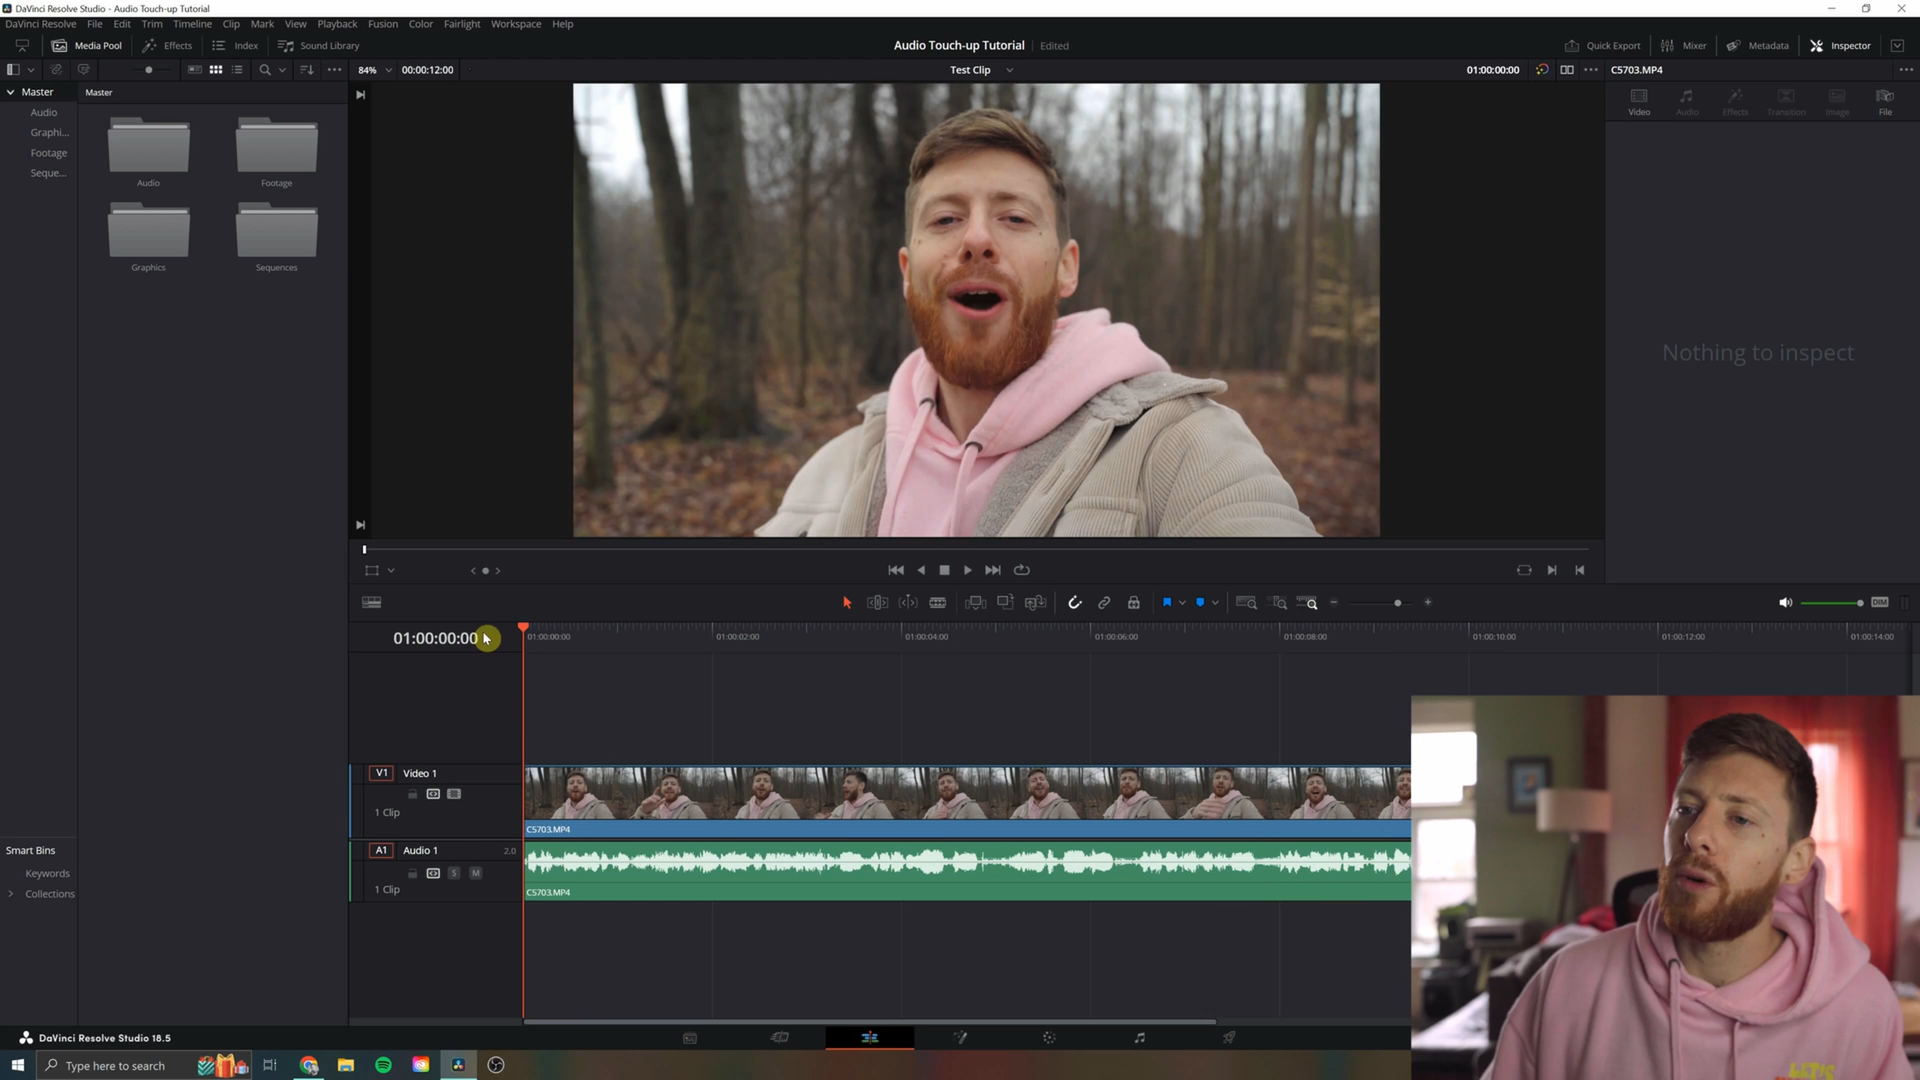 DaVinci Resolve Studio - Audio Touch-up Tutorial
DaVinci Resolve File Edit Trim Timeline Clip Mark View Playback Fusion Color Fairlight Workspace Help
Media Pool Effects Index Sound Library Audio Touch-up Tutorial Edited Quick Export Mixer Metadata Inspector
84% 00:00:12:00 Test Clip 01:00:00:00 C5703.MP4
Master Master
Audio
Graphi...
Footage
Seque...
Audio Footage
Graphics Sequences
Video Audio Effects Transition Image File
Nothing to inspect
DIM
01:00:00:00
01:00:00:00 01:00:02:00 01:00:04:00 01:00:06:00 01:00:08:00 01:00:10:00 01:00:12:00 01:00:14:00
V1 Video 1
1 Clip
C5703.MP4
A1 Audio 1 2.0
S M
1 Clip
C5703.MP4
Smart Bins
Keywords
Collections
DaVinci Resolve Studio 18.5
Type here to search
LET'S